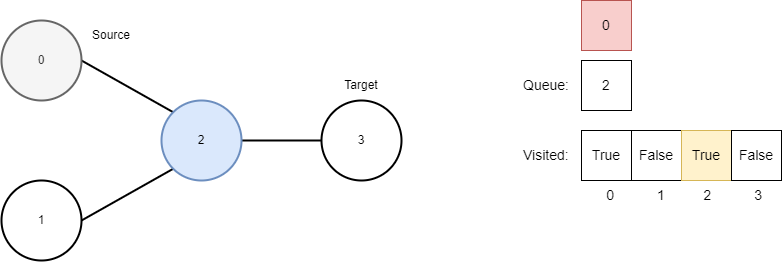 Source
0
Target
2
3
1
0
Queue: 2
Visited: True False True False
0 1 2 3